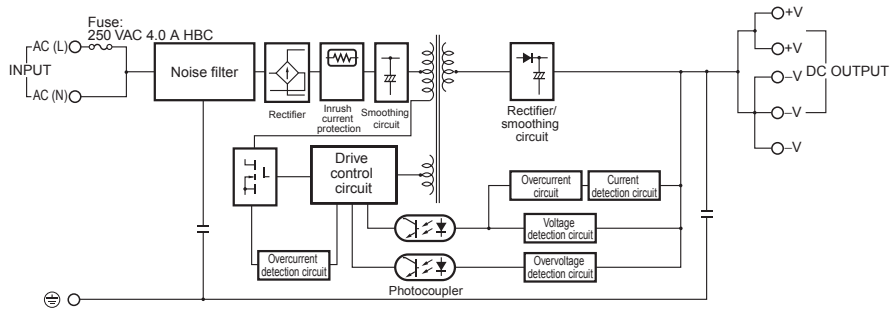 Fuse:
250 VAC 4.0 A HBC
AC (L)
INPUT
AC (N)
Noise filter
Rectifier
Inrush
current
protection
Smoothing
circuit
Rectifier/
smoothing
circuit
+V
+V
–V
DC OUTPUT
–V
–V
Drive
control
circuit
Overcurrent
circuit
Current
detection circuit
Voltage
detection circuit
Overcurrent
detection circuit
Overvoltage
detection circuit
Photocoupler